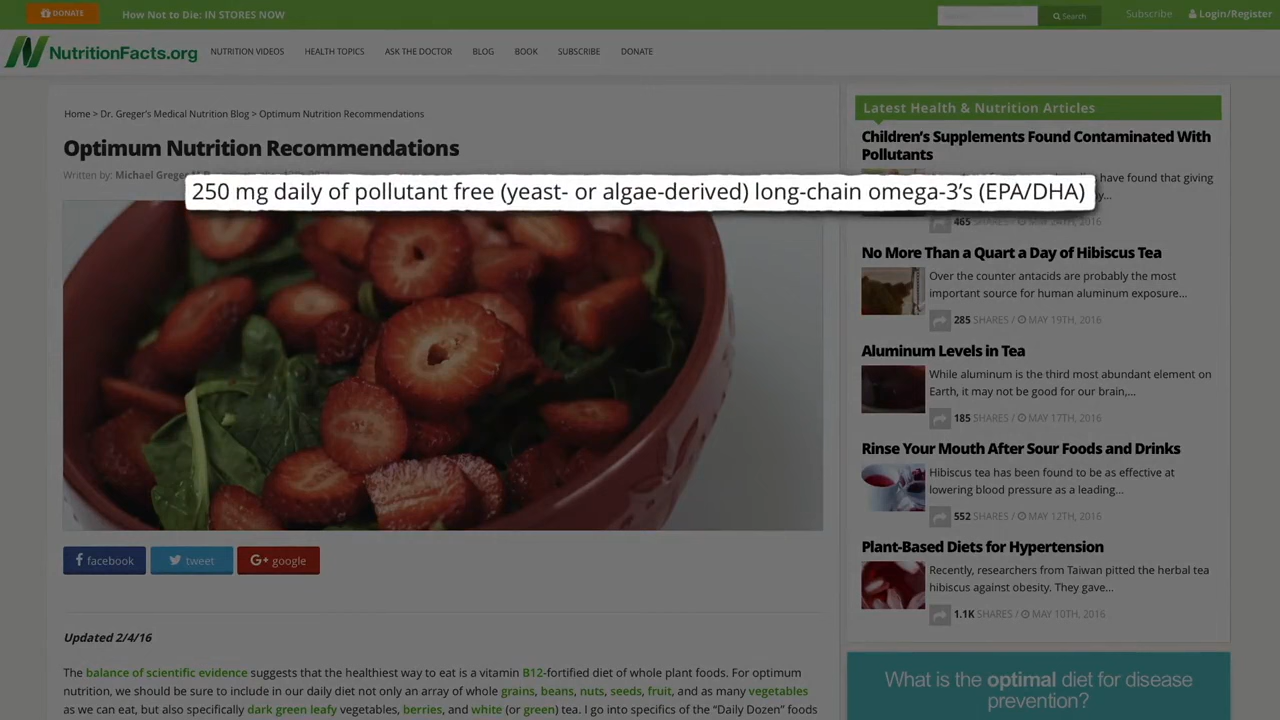 DONATE
How Not to Die: IN STORES NOW
Search
Subscribe
Login/Register
NutritionFacts.org
NUTRITION VIDEOS
HEALTH TOPICS
ASK THE DOCTOR
BLOG
BOOK
SUBSCRIBE
DONATE
Home > Dr. Greger's Medical Nutrition Blog > Optimum Nutrition Recommendations
Optimum Nutrition Recommendations
Written by: Michael Greger
250 mg daily of pollutant free (yeast- or algae-derived) long-chain omega-3's (EPA/DHA)
facebook
tweet
google
Updated 2/4/16
The balance of scientific evidence suggests that the healthiest way to eat is a vitamin B12-fortified diet of whole plant foods. For optimum
nutrition, we should be sure to include in our daily diet not only an array of whole grains, beans, nuts, seeds, fruit, and as many vegetables
as we can eat, but also specifically dark green leafy vegetables, berries, and white (or green) tea. I go into specifics of the "Daily Dozen" foods
Latest Health & Nutrition Articles
Children's Supplements Found Contaminated With
Pollutants
have found that giving
465 SHARES / MAY 24TH, 2016
No More Than a Quart a Day of Hibiscus Tea
Over the counter antacids are probably the most
important source for human aluminum exposure...
285 SHARES / MAY 19TH, 2016
Aluminum Levels in Tea
While aluminum is the third most abundant element on
Earth, it may not be good for our brain,...
185 SHARES / MAY 17TH, 2016
Rinse Your Mouth After Sour Foods and Drinks
Hibiscus tea has been found to be as effective at
lowering blood pressure as a leading...
552 SHARES / MAY 12TH, 2016
Plant-Based Diets for Hypertension
Recently, researchers from Taiwan pitted the herbal tea
hibiscus against obesity. They gave...
1.1K SHARES / MAY 10TH, 2016
What is the optimal diet for disease
prevention?